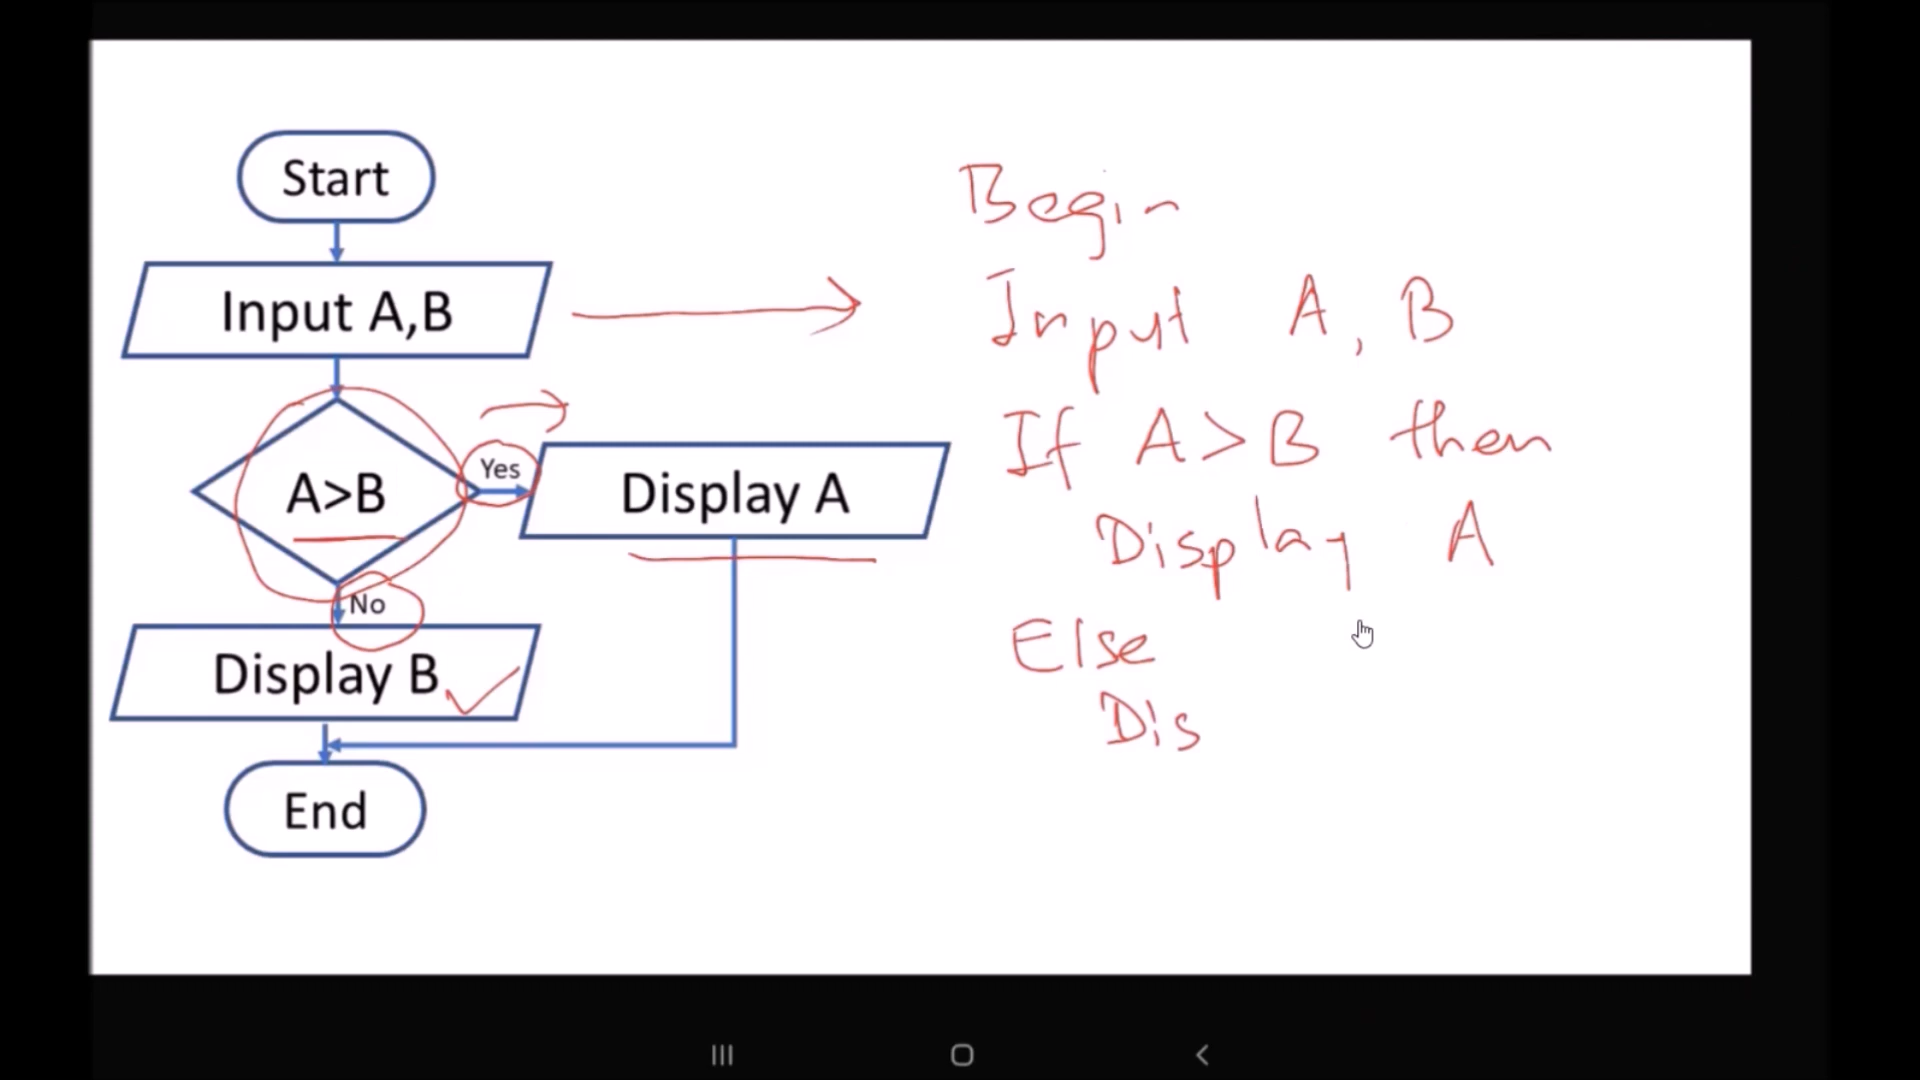 Start
Input A,B
A>B
Yes
Display A
No
Display B
End
Begin
Input A, B
If A>B then
Display A
Else
Dis